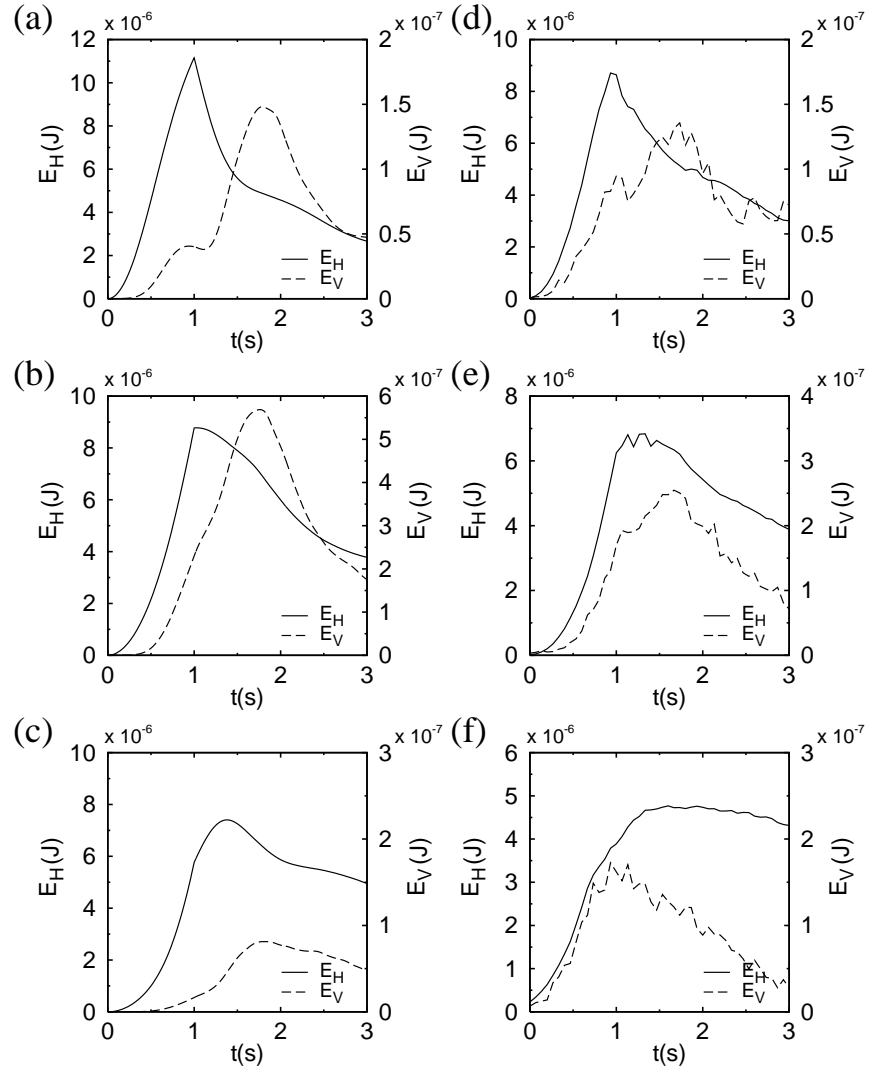 (a)
x 10⁻⁶
x 10⁻⁷
12
10
8
6
4
2
0
2
1.5
1
0.5
0
E_H(J)
E_V(J)
E_H
E_V
0 1 2 3
t(s)
(d)
x 10⁻⁶
x 10⁻⁷
10
8
6
4
2
0
2
1.5
1
0.5
0
E_H(J)
E_V(J)
E_H
E_V
0 1 2 3
t(s)
(b)
x 10⁻⁶
x 10⁻⁷
10
8
6
4
2
0
6
5
4
3
2
1
0
E_H(J)
E_V(J)
E_H
E_V
0 1 2 3
t(s)
(e)
x 10⁻⁶
x 10⁻⁷
8
6
4
2
0
4
3
2
1
0
E_H(J)
E_V(J)
E_H
E_V
0 1 2 3
t(s)
(c)
x 10⁻⁶
x 10⁻⁷
10
8
6
4
2
0
3
2
1
0
E_H(J)
E_V(J)
E_H
E_V
0 1 2 3
t(s)
(f)
x 10⁻⁶
x 10⁻⁷
6
5
4
3
2
1
0
3
2
1
0
E_H(J)
E_V(J)
E_H
E_V
0 1 2 3
t(s)